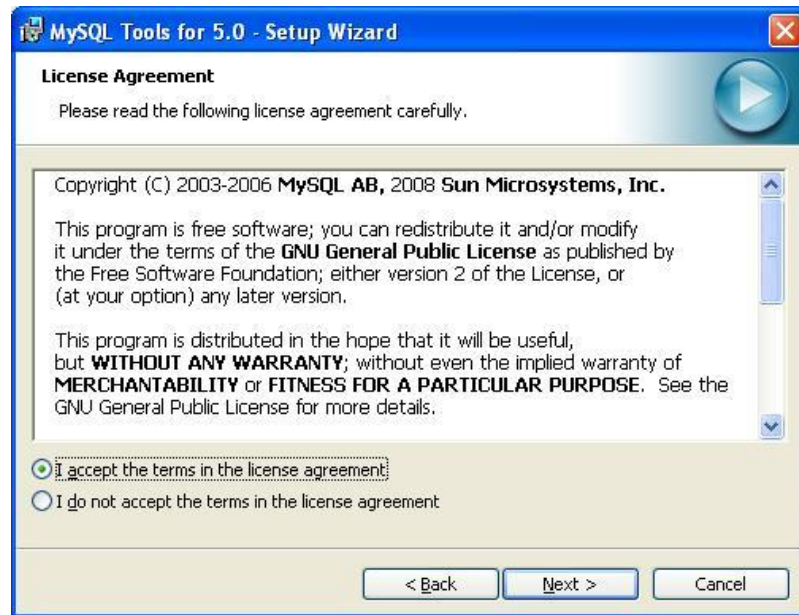 MySQL Tools for 5.0 - Setup Wizard
License Agreement
Please read the following license agreement carefully.
Copyright (C) 2003-2006 MySQL AB, 2008 Sun Microsystems, Inc.
This program is free software; you can redistribute it and/or modify
it under the terms of the GNU General Public License as published by
the Free Software Foundation; either version 2 of the License, or
(at your option) any later version.
This program is distributed in the hope that it will be useful,
but WITHOUT ANY WARRANTY; without even the implied warranty of
MERCHANTABILITY or FITNESS FOR A PARTICULAR PURPOSE. See the
GNU General Public License for more details.
I accept the terms in the license agreement
I do not accept the terms in the license agreement
< Back Next > Cancel